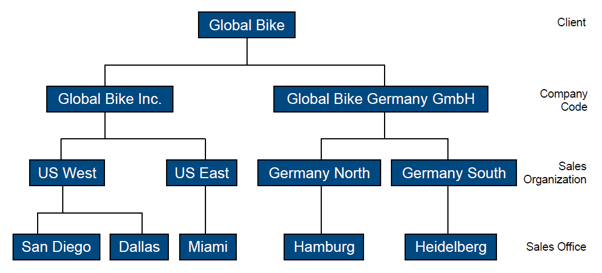 Global Bike
Client
Global Bike Inc.
Global Bike Germany GmbH
Company
Code
US West
US East
Germany North
Germany South
Sales
Organization
San Diego
Dallas
Miami
Hamburg
Heidelberg
Sales Office